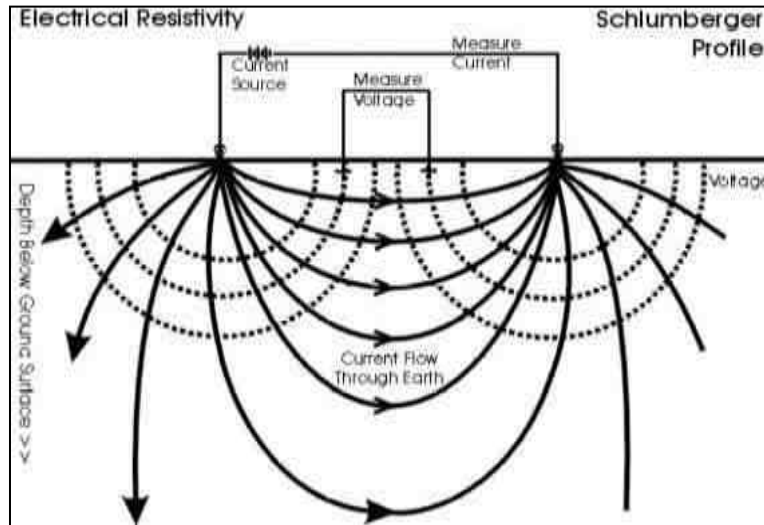 Electrical Resistivity
Schlumberger
Profile
Measure
Current
Current
Source
Measure
Voltage
Voltage
Depth Below Ground Surface > >
Current Flow
Through Earth